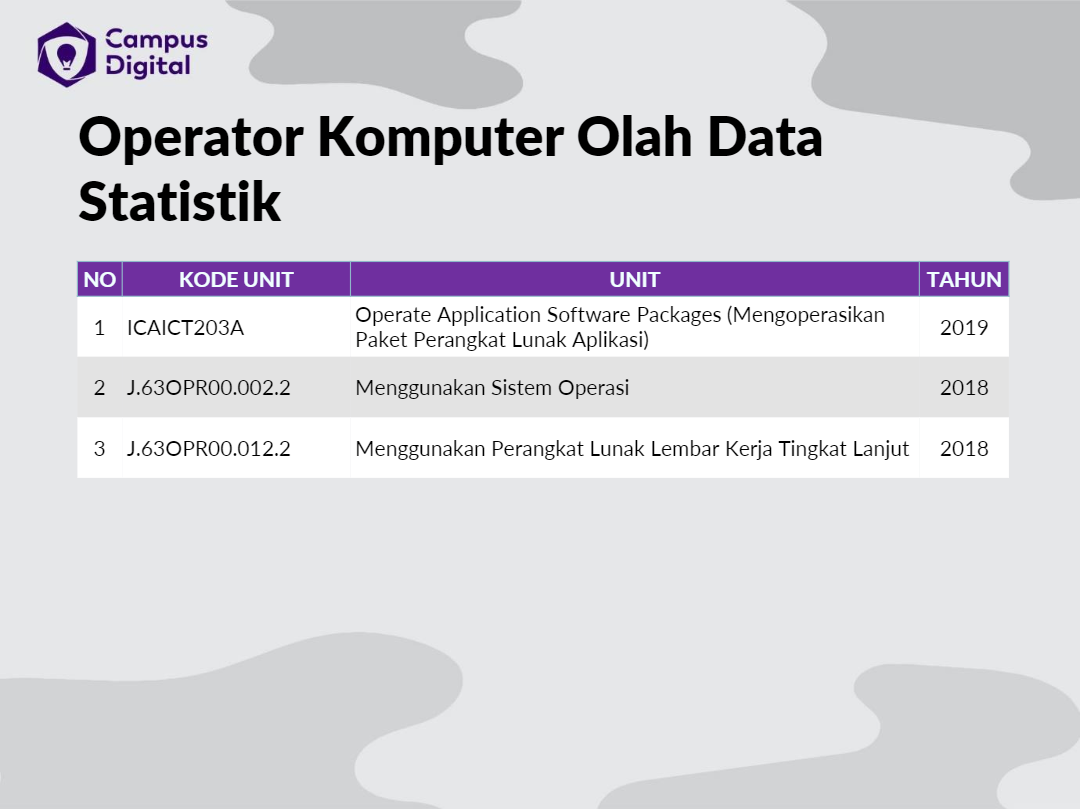 Campus
Digital
Operator Komputer Olah Data
Statistik
NO KODE UNIT UNIT TAHUN
1 ICAICT203A Operate Application Software Packages (Mengoperasikan
Paket Perangkat Lunak Aplikasi) 2019
2 J.63OPR00.002.2 Menggunakan Sistem Operasi 2018
3 J.63OPR00.012.2 Menggunakan Perangkat Lunak Lembar Kerja Tingkat Lanjut 2018